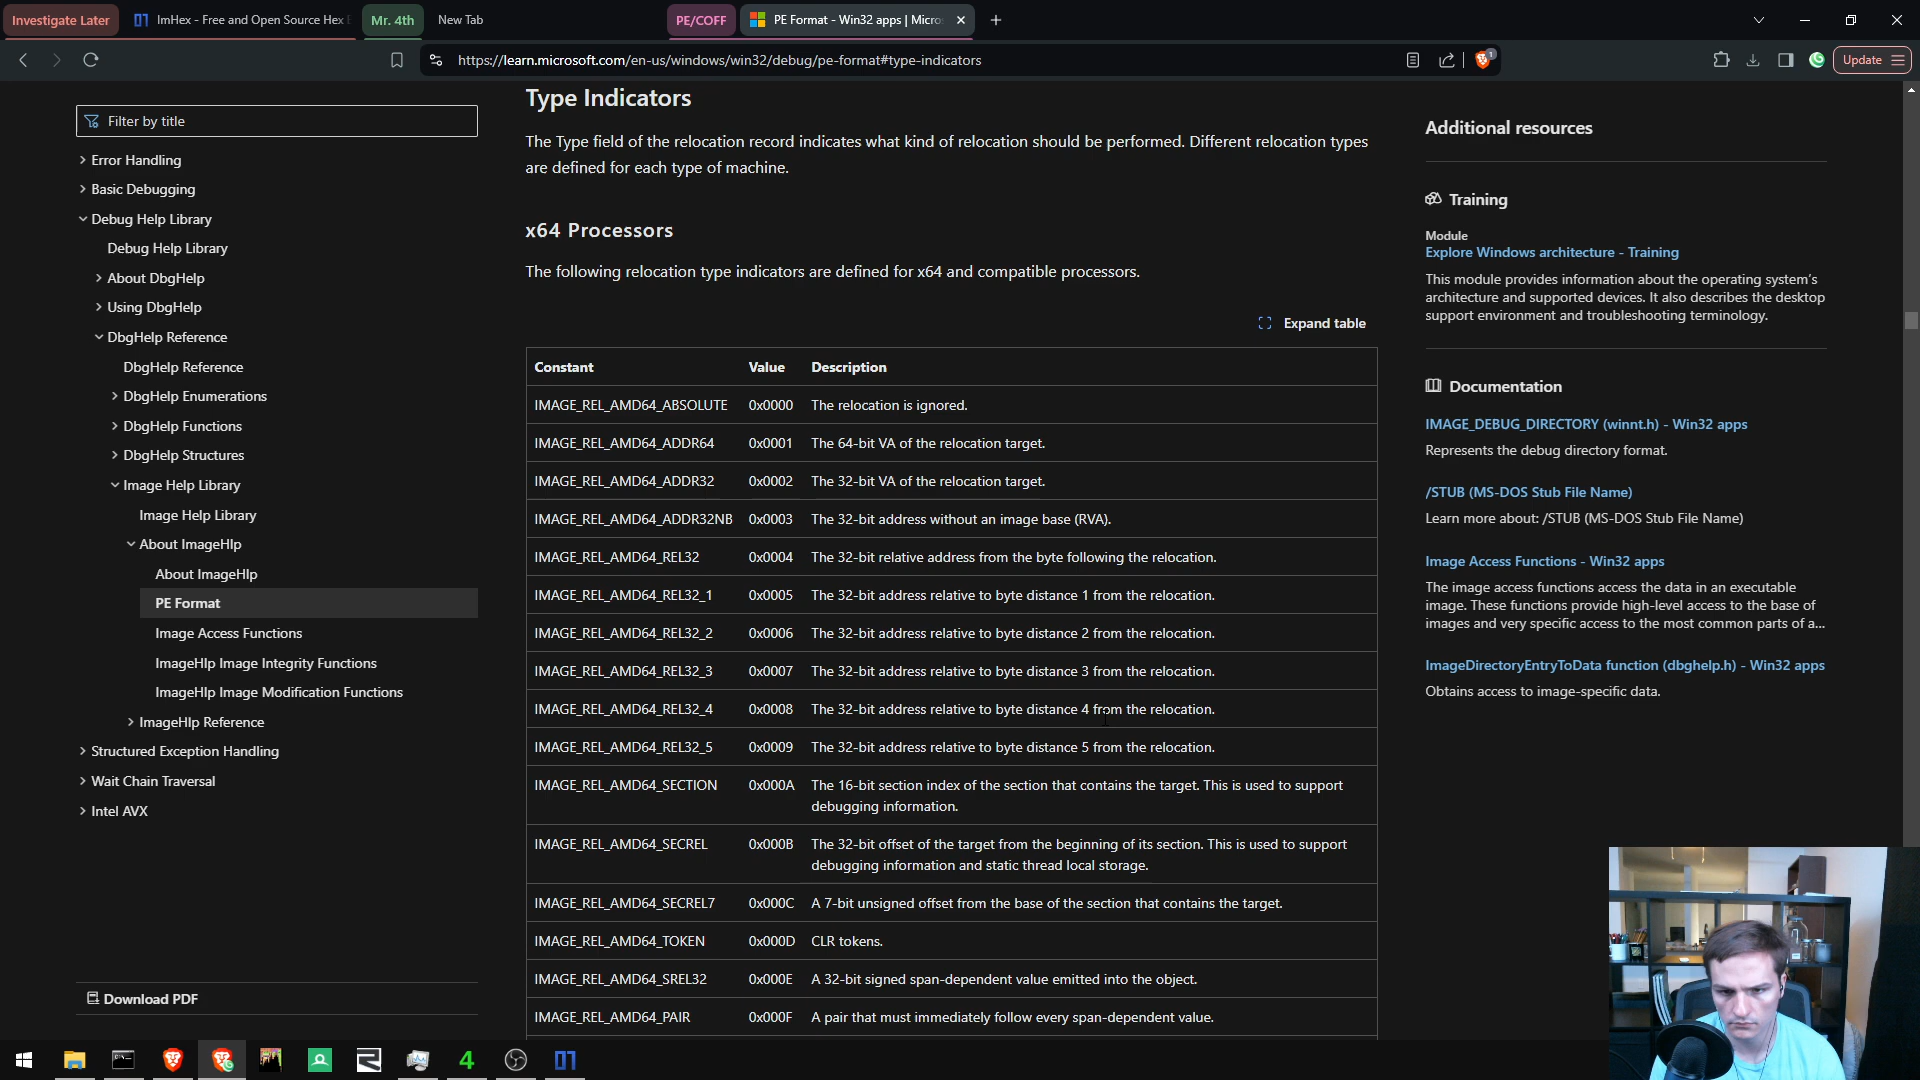 Investigate Later
ImHex - Free and Open Source Hex E
Mr. 4th
New Tab
PE/COFF
PE Format - Win32 apps | Micro
https://learn.microsoft.com/en-us/windows/win32/debug/pe-format#type-indicators
1
Update
Filter by title
Error Handling
Basic Debugging
Debug Help Library
Debug Help Library
About DbgHelp
Using DbgHelp
DbgHelp Reference
DbgHelp Reference
DbgHelp Enumerations
DbgHelp Functions
DbgHelp Structures
Image Help Library
Image Help Library
About ImageHlp
About ImageHlp
PE Format
Image Access Functions
ImageHlp Image Integrity Functions
ImageHlp Image Modification Functions
ImageHlp Reference
Structured Exception Handling
Wait Chain Traversal
Intel AVX
Download PDF
Type Indicators
The Type field of the relocation record indicates what kind of relocation should be performed. Different relocation types
are defined for each type of machine.
x64 Processors
The following relocation type indicators are defined for x64 and compatible processors.
Expand table
Constant Value Description
IMAGE_REL_AMD64_ABSOLUTE 0x0000 The relocation is ignored.
IMAGE_REL_AMD64_ADDR64 0x0001 The 64-bit VA of the relocation target.
IMAGE_REL_AMD64_ADDR32 0x0002 The 32-bit VA of the relocation target.
IMAGE_REL_AMD64_ADDR32NB 0x0003 The 32-bit address without an image base (RVA).
IMAGE_REL_AMD64_REL32 0x0004 The 32-bit relative address from the byte following the relocation.
IMAGE_REL_AMD64_REL32_1 0x0005 The 32-bit address relative to byte distance 1 from the relocation.
IMAGE_REL_AMD64_REL32_2 0x0006 The 32-bit address relative to byte distance 2 from the relocation.
IMAGE_REL_AMD64_REL32_3 0x0007 The 32-bit address relative to byte distance 3 from the relocation.
IMAGE_REL_AMD64_REL32_4 0x0008 The 32-bit address relative to byte distance 4 from the relocation.
IMAGE_REL_AMD64_REL32_5 0x0009 The 32-bit address relative to byte distance 5 from the relocation.
IMAGE_REL_AMD64_SECTION 0x000A The 16-bit section index of the section that contains the target. This is used to support
debugging information.
IMAGE_REL_AMD64_SECREL 0x000B The 32-bit offset of the target from the beginning of its section. This is used to support
debugging information and static thread local storage.
IMAGE_REL_AMD64_SECREL7 0x000C A 7-bit unsigned offset from the base of the section that contains the target.
IMAGE_REL_AMD64_TOKEN 0x000D CLR tokens.
IMAGE_REL_AMD64_SREL32 0x000E A 32-bit signed span-dependent value emitted into the object.
IMAGE_REL_AMD64_PAIR 0x000F A pair that must immediately follow every span-dependent value.
Additional resources
Training
Module
Explore Windows architecture - Training
This module provides information about the operating system's
architecture and supported devices. It also describes the desktop
support environment and troubleshooting terminology.
Documentation
IMAGE_DEBUG_DIRECTORY (winnt.h) - Win32 apps
Represents the debug directory format.
/STUB (MS-DOS Stub File Name)
Learn more about: /STUB (MS-DOS Stub File Name)
Image Access Functions - Win32 apps
The image access functions access the data in an executable
image. These functions provide high-level access to the base of
images and very specific access to the most common parts of a...
ImageDirectoryEntryToData function (dbghelp.h) - Win32 apps
Obtains access to image-specific data.
4